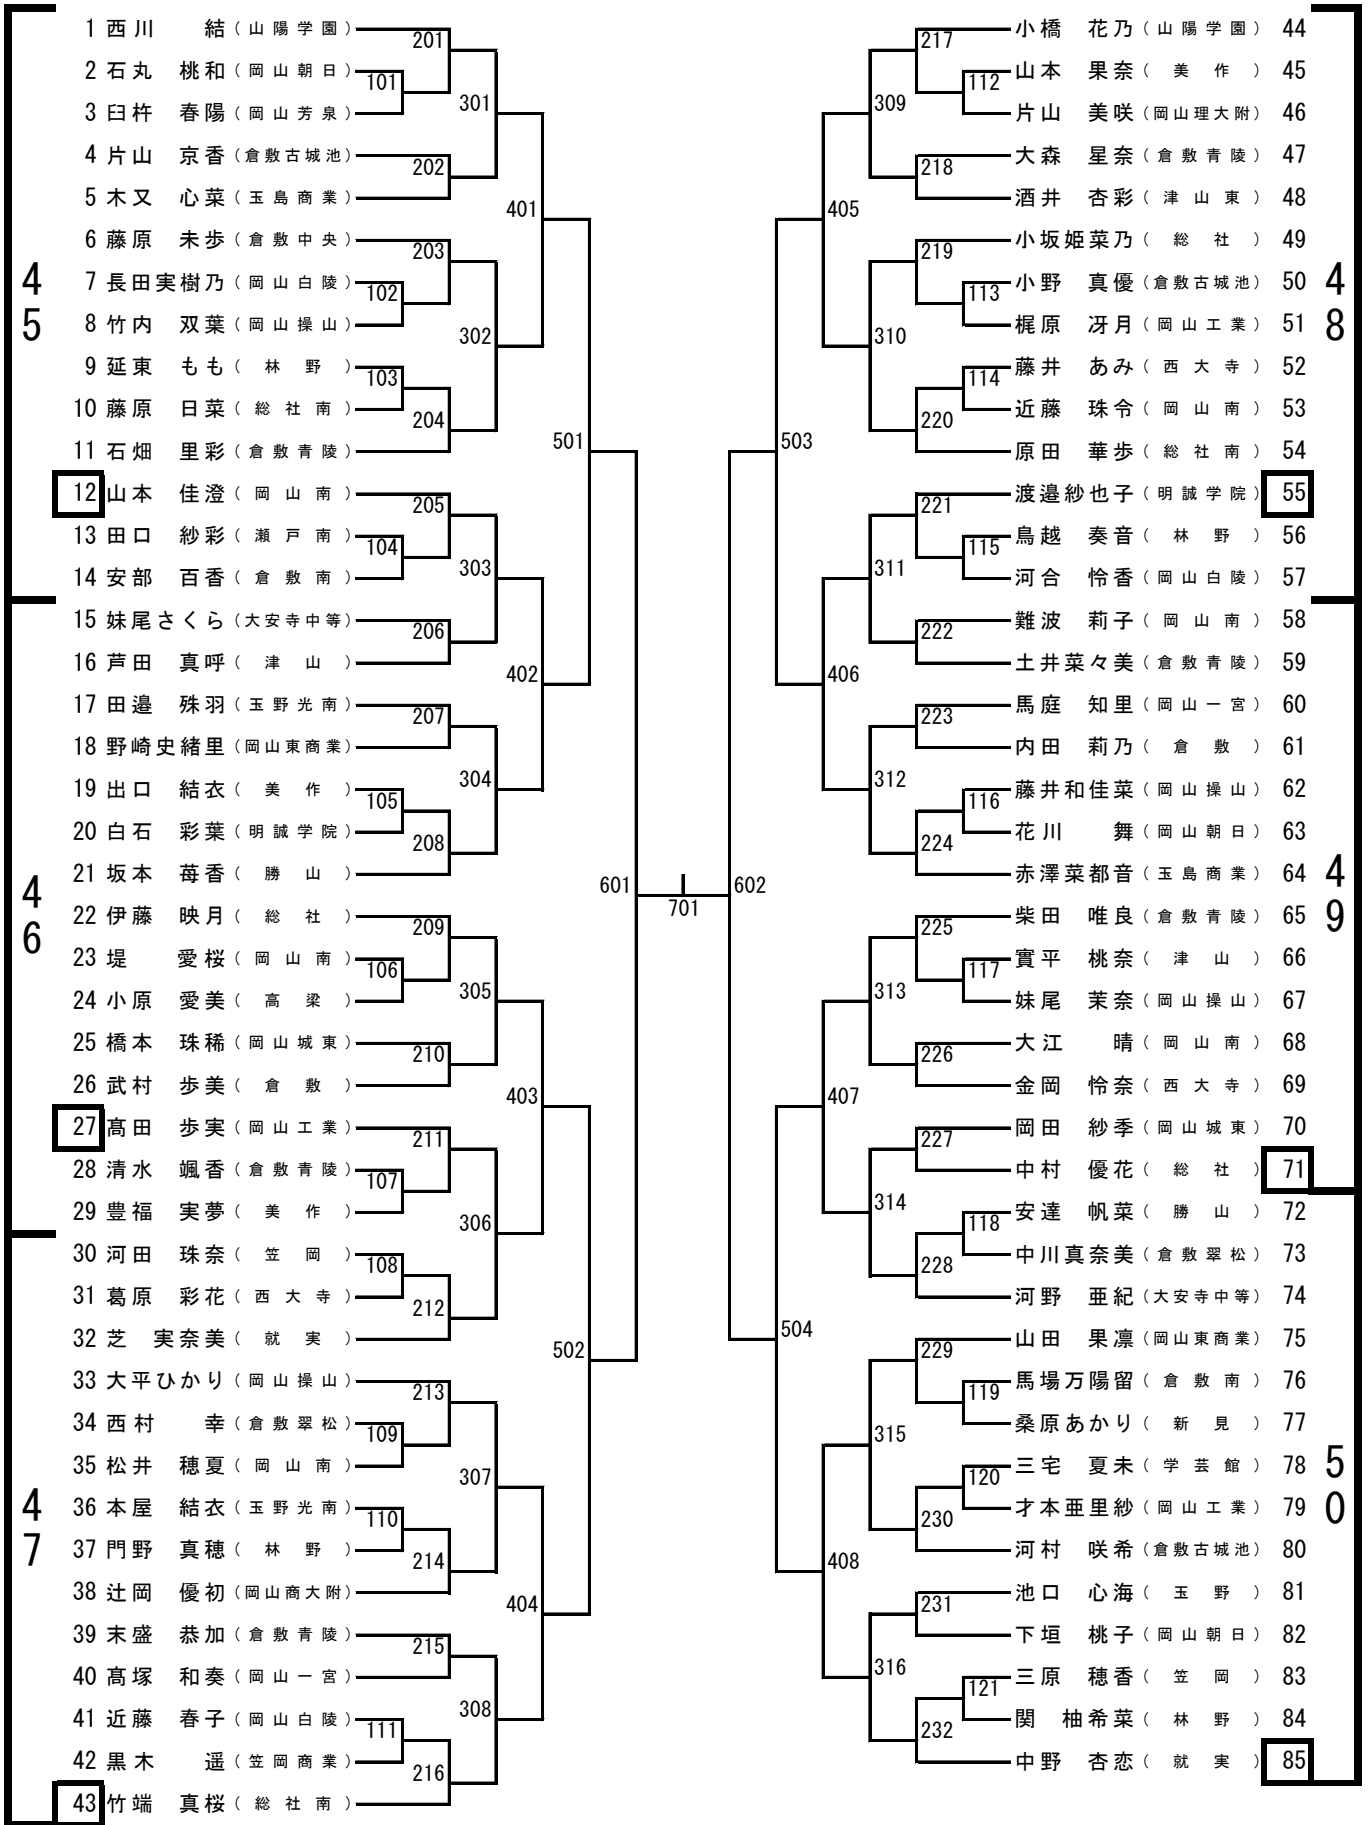 1 西川 結 (山陽学園)
2 石丸 桃和 (岡山朝日)
3 臼杵 春陽 (岡山芳泉)
4 片山 京香 (倉敷古城池)
5 木又 心菜 (玉島商業)
6 藤原 未歩 (倉敷中央)
7 長田実樹乃 (岡山白陵)
8 竹内 双葉 (岡山操山)
9 延東 もも (林野)
10 藤原 日菜 (総社南)
11 石畑 里彩 (倉敷青陵)
12 山本 佳澄 (岡山南)
13 田口 紗彩 (瀬戸南)
14 安部 百香 (倉敷南)
15 妹尾さくら (大安寺中等)
16 芦田 真呼 (津山)
17 田邉 殊羽 (玉野光南)
18 野崎史緒里 (岡山東商業)
19 出口 結衣 (美作)
20 白石 彩葉 (明誠学院)
21 坂本 苺香 (勝山)
22 伊藤 映月 (総社)
23 堤 愛桜 (岡山南)
24 小原 愛美 (高梁)
25 橋本 珠稀 (岡山城東)
26 武村 歩美 (倉敷)
27 髙田 歩実 (岡山工業)
28 清水 颯香 (倉敷青陵)
29 豊福 実夢 (美作)
30 河田 珠奈 (笠岡)
31 葛原 彩花 (西大寺)
32 芝 実奈美 (就実)
33 大平ひかり (岡山操山)
34 西村 幸 (倉敷翠松)
35 松井 穂夏 (岡山南)
36 本屋 結衣 (玉野光南)
37 門野 真穂 (林野)
38 辻岡 優初 (岡山商大附)
39 末盛 恭加 (倉敷青陵)
40 髙塚 和奏 (岡山一宮)
41 近藤 春子 (岡山白陵)
42 黒木 遥 (笠岡商業)
43 竹端 真桜 (総社南)
45
46
47
101
102
103
104
105
106
107
108
109
110
111
201
202
203
204
205
206
207
208
209
210
211
212
213
214
215
216
301
302
303
304
305
306
307
308
401
402
403
404
501
502
601
701
602
503
504
405
406
407
408
309
310
311
312
313
314
315
316
217
218
219
220
221
222
223
224
225
226
227
228
229
230
231
232
112
113
114
115
116
117
118
119
120
121
小橋 花乃 (山陽学園) 44
山本 果奈 (美作) 45
片山 美咲 (岡山理大附) 46
大森 星奈 (倉敷青陵) 47
酒井 杏彩 (津山東) 48
小坂姫菜乃 (総社) 49
小野 真優 (倉敷古城池) 50
梶原 冴月 (岡山工業) 51
藤井 あみ (西大寺) 52
近藤 珠令 (岡山南) 53
原田 華歩 (総社南) 54
渡邉紗也子 (明誠学院) 55
鳥越 奏音 (林野) 56
河合 怜香 (岡山白陵) 57
難波 莉子 (岡山南) 58
土井菜々美 (倉敷青陵) 59
馬庭 知里 (岡山一宮) 60
内田 莉乃 (倉敷) 61
藤井和佳菜 (岡山操山) 62
花川 舞 (岡山朝日) 63
赤澤菜都音 (玉島商業) 64
柴田 唯良 (倉敷青陵) 65
實平 桃奈 (津山) 66
妹尾 茉奈 (岡山操山) 67
大江 晴 (岡山南) 68
金岡 怜奈 (西大寺) 69
岡田 紗季 (岡山城東) 70
中村 優花 (総社) 71
安達 帆菜 (勝山) 72
中川真奈美 (倉敷翠松) 73
河野 亜紀 (大安寺中等) 74
山田 果凛 (岡山東商業) 75
馬場万陽留 (倉敷南) 76
桑原あかり (新見) 77
三宅 夏未 (学芸館) 78
才本亜里紗 (岡山工業) 79
河村 咲希 (倉敷古城池) 80
池口 心海 (玉野) 81
下垣 桃子 (岡山朝日) 82
三原 穂香 (笠岡) 83
関 柚希菜 (林野) 84
中野 杏恋 (就実) 85
48
49
50